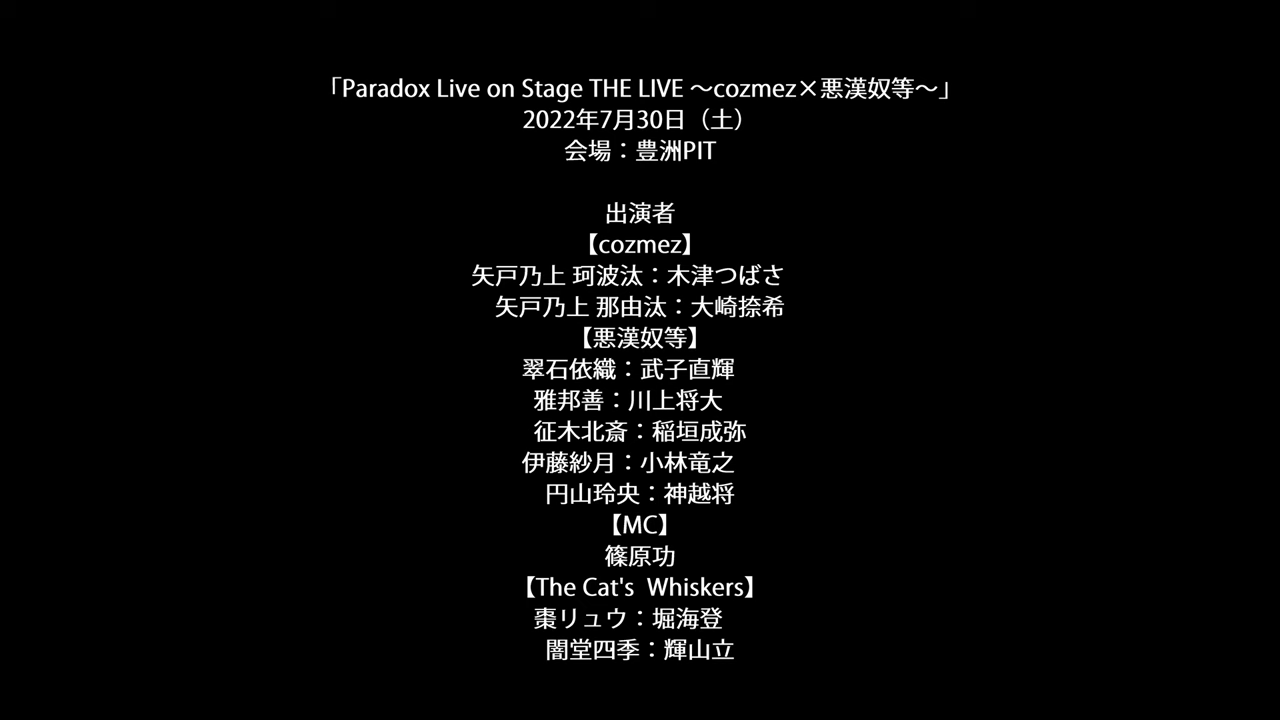 「Paradox Live on Stage THE LIVE ～cozmez×悪漢奴等～」
2022年7月30日（土）
会場：豊洲PIT
出演者
【cozmez】
矢戸乃上 珂波汰：木津つばさ
矢戸乃上 那由汰：大崎捺希
【悪漢奴等】
翠石依織：武子直輝
雅邦善：川上将大
征木北斎：稲垣成弥
伊藤紗月：小林竜之
円山玲央：神越将
【MC】
篠原功
【The Cat's  Whiskers】
棗リュウ：堀海登
闇堂四季：輝山立